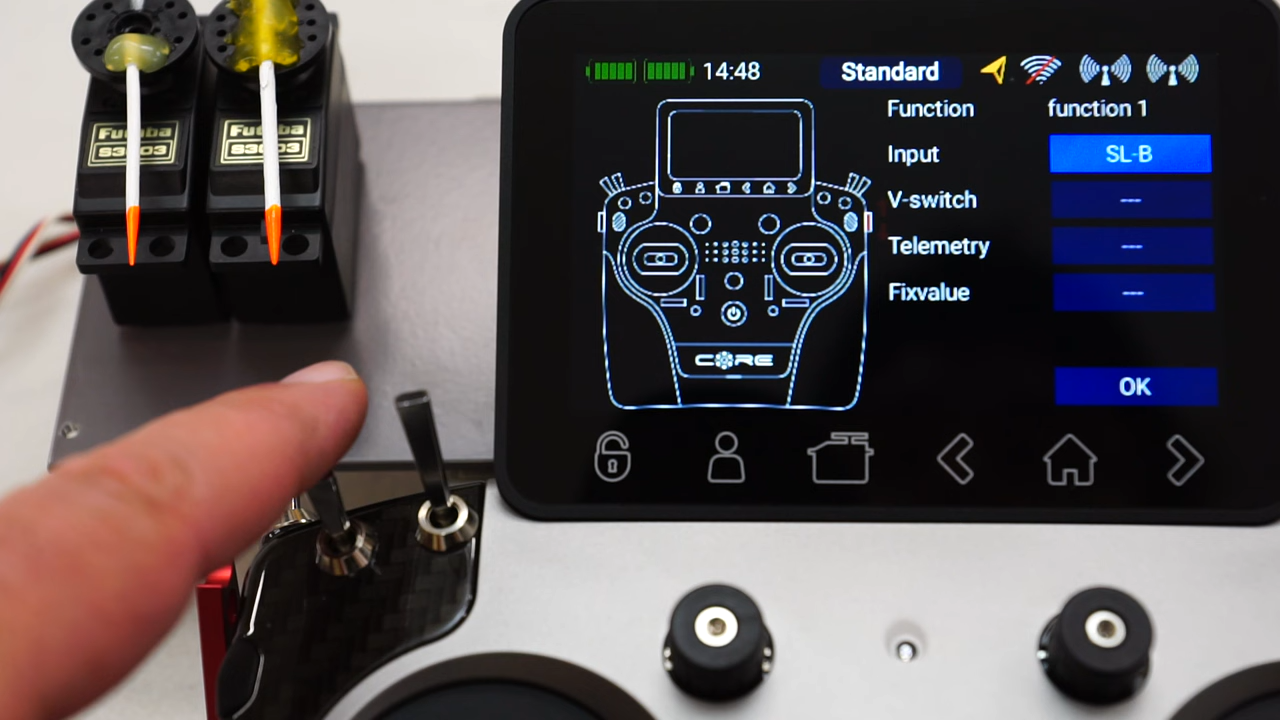 Futaba
S3003
Futaba
S3003
14:48
Standard
Function
function 1
Input
SL-B
V-switch
---
Telemetry
---
Fixvalue
---
CORE
OK